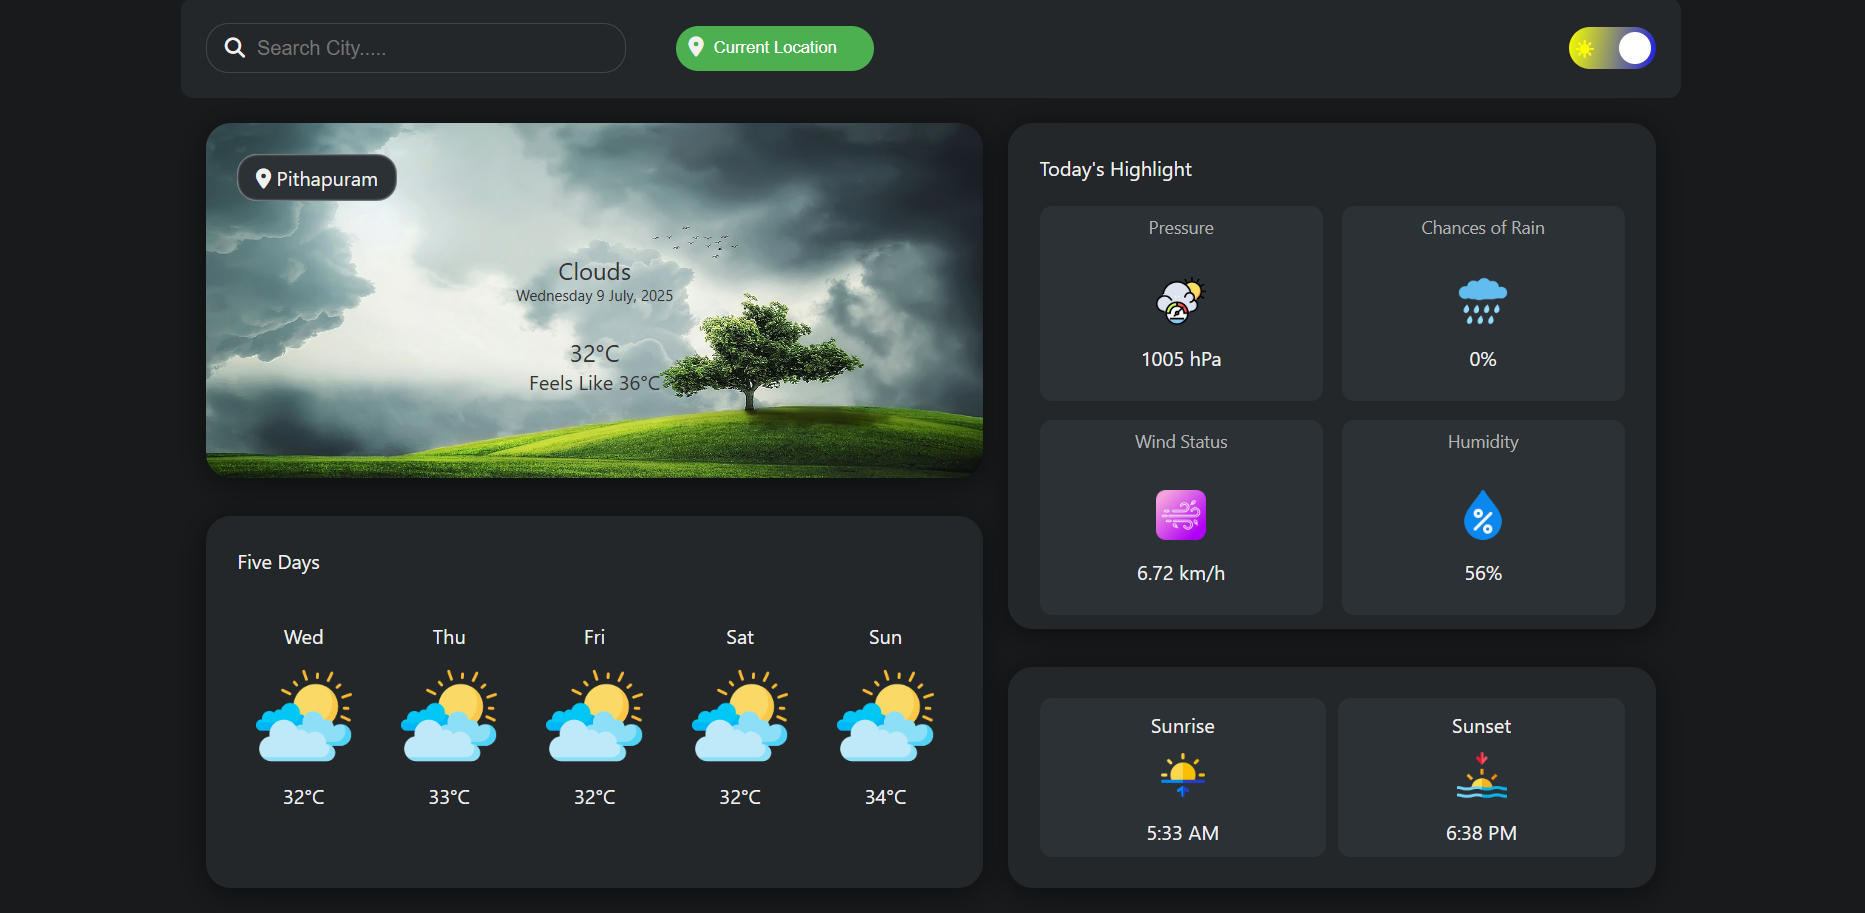 Search City.....
Current Location
Pithapuram
Clouds
Wednesday 9 July, 2025
32°C
Feels Like 36°C
Today's Highlight
Pressure
1005 hPa
Chances of Rain
0%
Wind Status
6.72 km/h
Humidity
%
56%
Five Days
Wed
Thu
Fri
Sat
Sun
32°C
33°C
32°C
32°C
34°C
Sunrise
5:33 AM
Sunset
6:38 PM